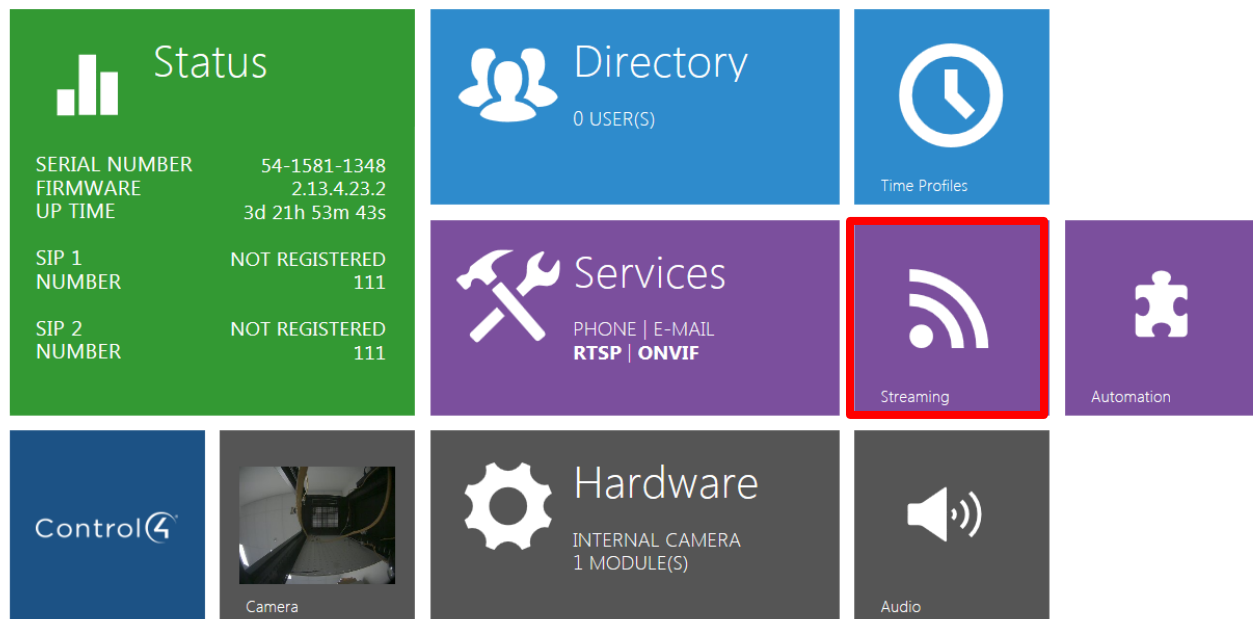 Status
SERIAL NUMBER 54-1581-1348
FIRMWARE 2.13.4.23.2
UP TIME 3d 21h 53m 43s
SIP 1 NOT REGISTERED
NUMBER 111
SIP 2 NOT REGISTERED
NUMBER 111
Directory
0 USER(S)
Time Profiles
Services
PHONE | E-MAIL
RTSP | ONVIF
Streaming
Automation
Control4
Camera
Hardware
INTERNAL CAMERA
1 MODULE(S)
Audio